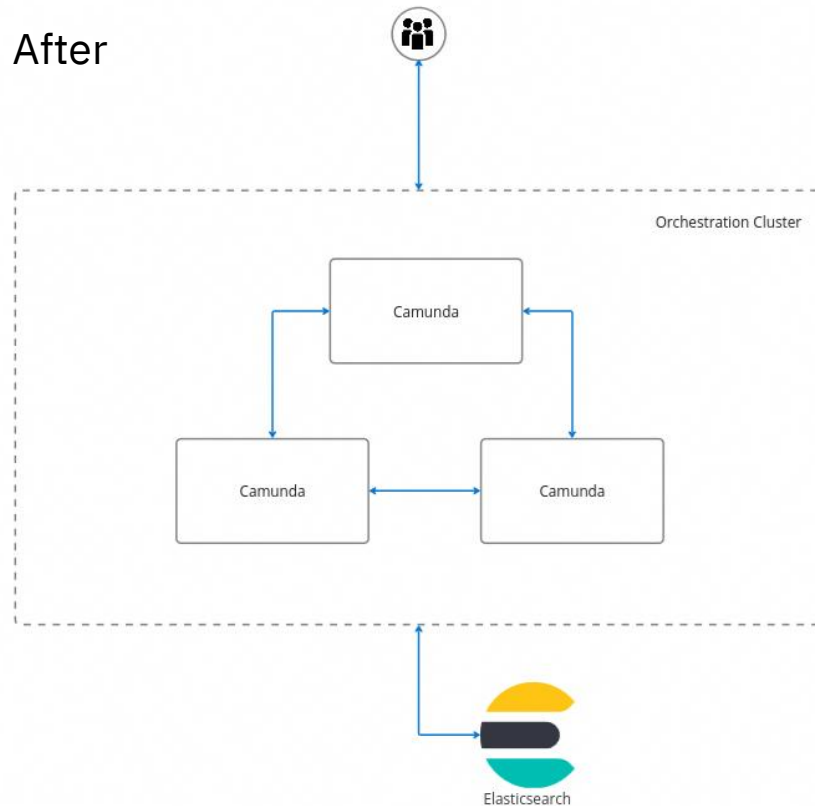 After
Orchestration Cluster
Camunda
Camunda
Camunda
Elasticsearch